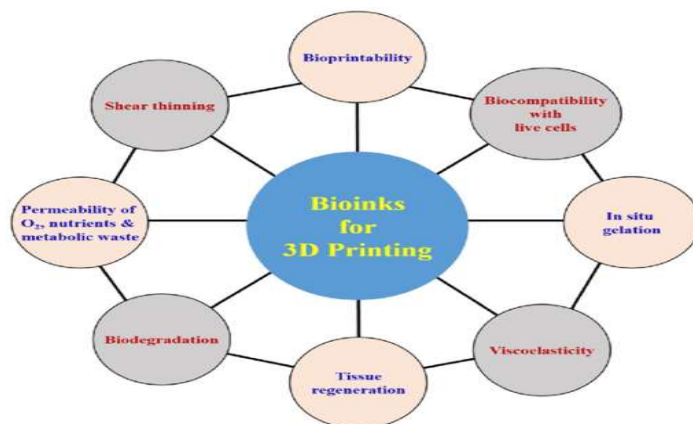 Bioprintability
Shear thinning
Biocompatibility
with
live cells
Bioinks
for
3D Printing
Permeability of
O₂, nutrients &
metabolic waste
In situ
gelation
Biodegradation
Viscoelasticity
Tissue
regeneration